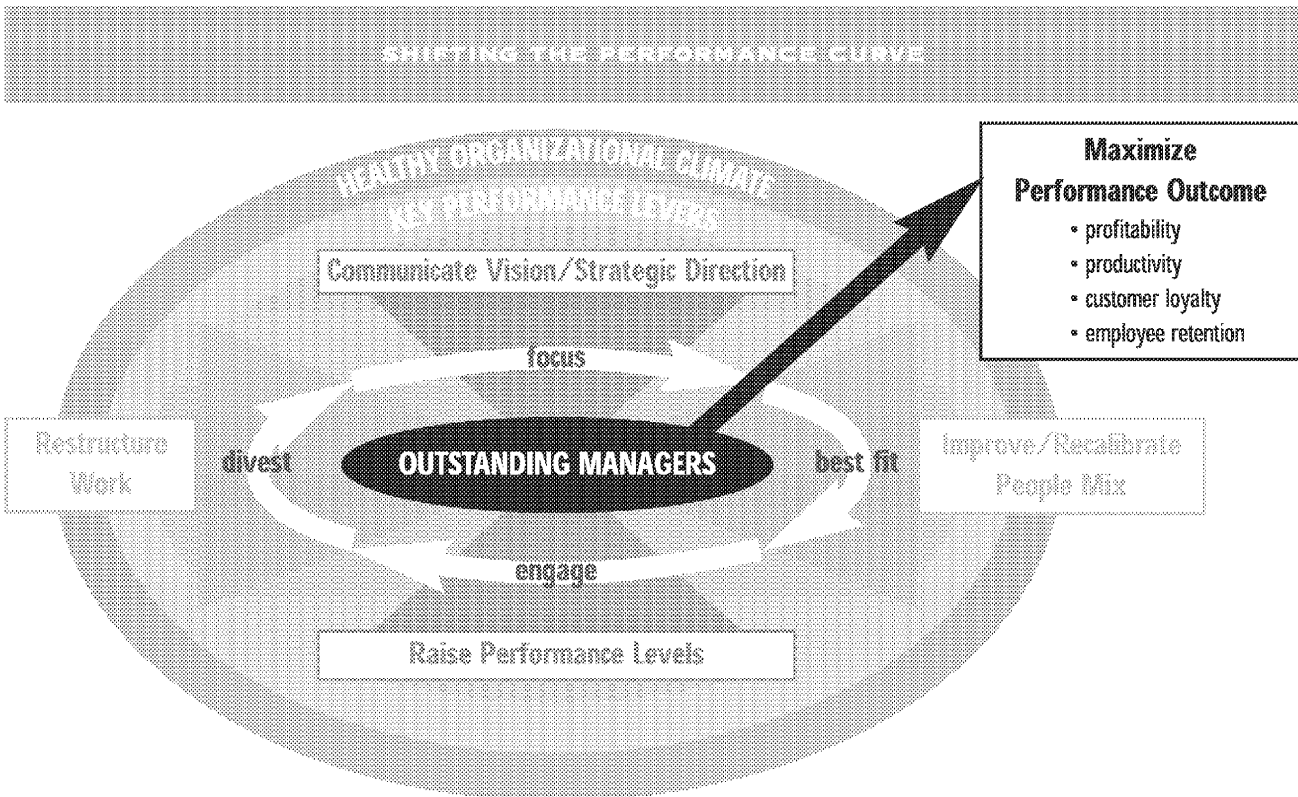 SHIFTING THE PERFORMANCE CURVE
HEALTHY ORGANIZATIONAL CLIMATE
KEY PERFORMANCE LEVERS
Communicate Vision/Strategic Direction
Maximize
Performance Outcome
• profitability
• productivity
• customer loyalty
• employee retention
focus
Restructure
Work
divest
OUTSTANDING MANAGERS
best fit
Improve/Recalibrate
People Mix
engage
Raise Performance Levels